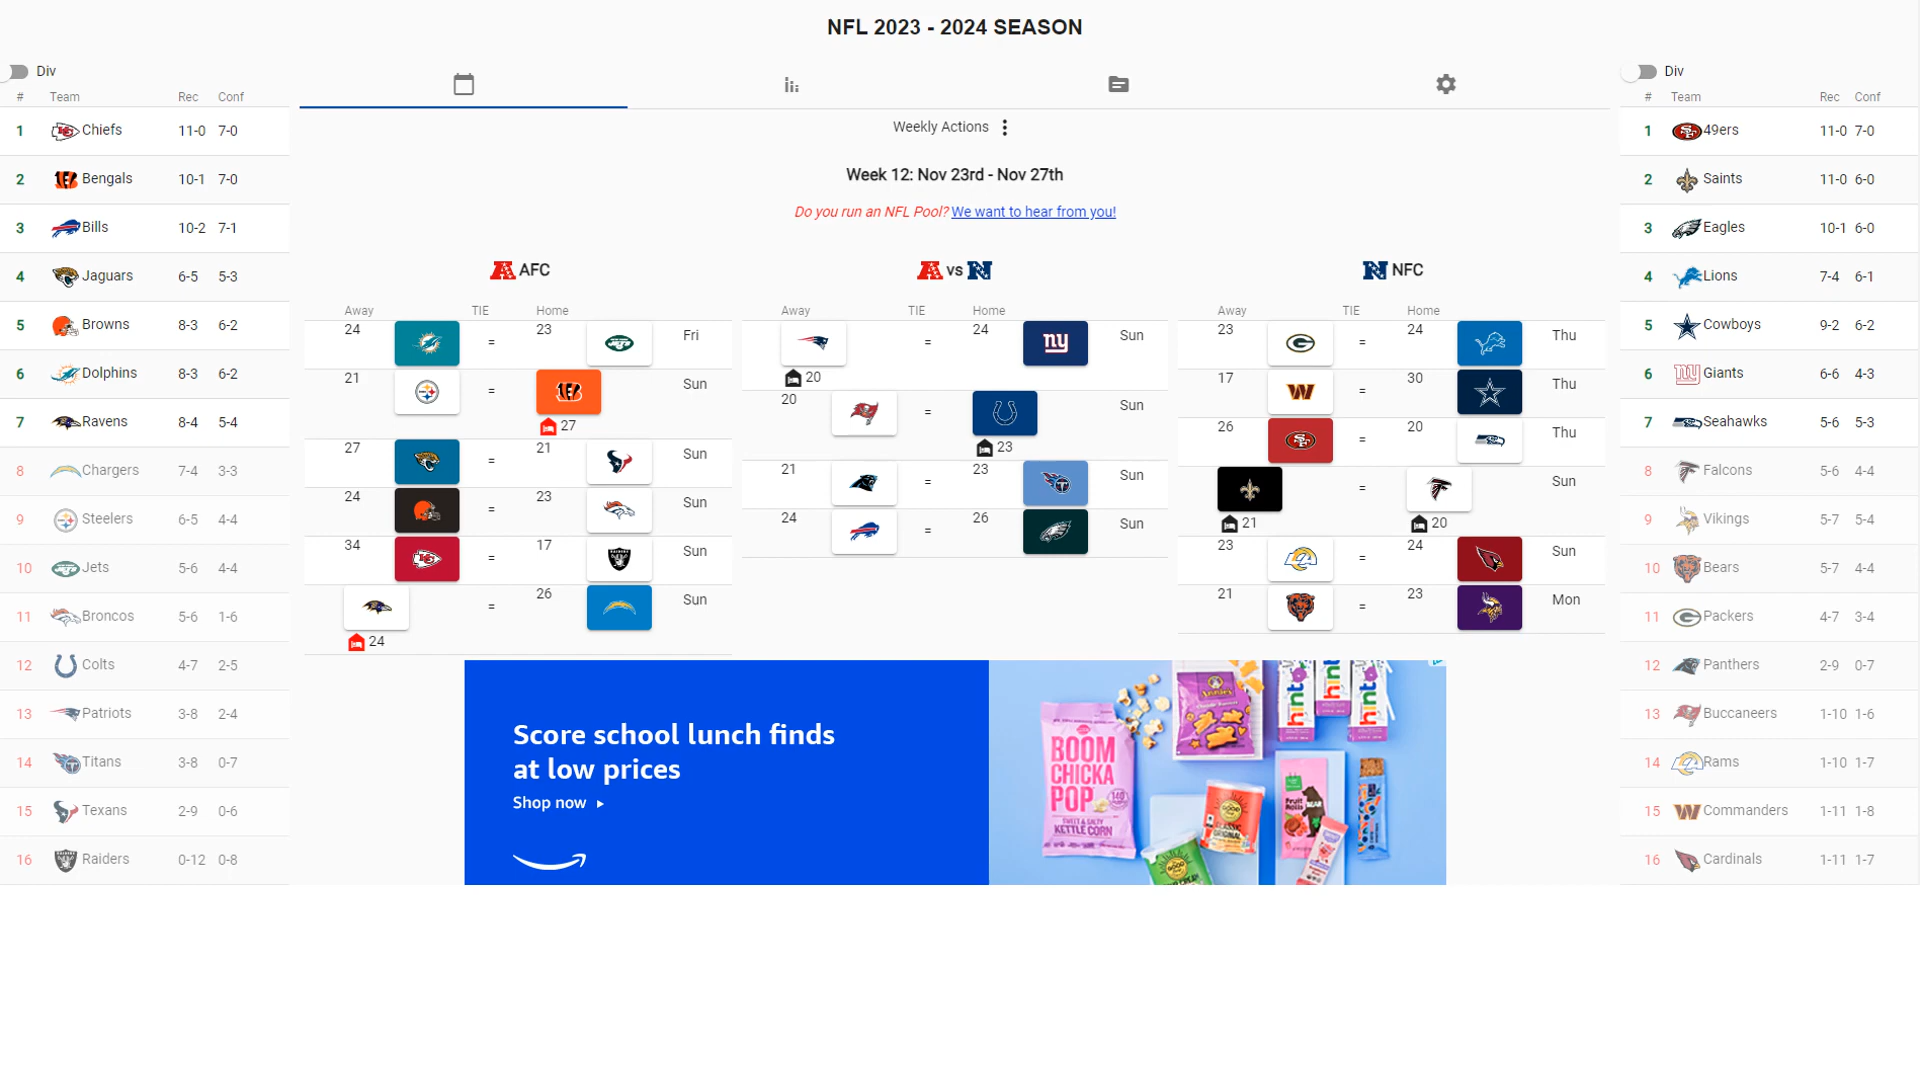 NFL 2023 - 2024 SEASON
Div
# Team Rec Conf
1 Chiefs 11-0 7-0
2 Bengals 10-1 7-0
3 Bills 10-2 7-1
4 Jaguars 6-5 5-3
5 Browns 8-3 6-2
6 Dolphins 8-3 6-2
7 Ravens 8-4 5-4
8 Chargers 7-4 3-3
9 Steelers 6-5 4-4
10 Jets 5-6 4-4
11 Broncos 5-6 1-6
12 Colts 4-7 2-5
13 Patriots 3-8 2-4
14 Titans 3-8 0-7
15 Texans 2-9 0-6
16 Raiders 0-12 0-8
Weekly Actions
Week 12: Nov 23rd - Nov 27th
Do you run an NFL Pool? We want to hear from you!
AFC
Away TIE Home
24 = 23 Fri
21 = Sun
27
27 = 21 Sun
24 = 23 Sun
34 = 17 Sun
= 26 Sun
24
vs
Away TIE Home
= 24 ny Sun
20
20 = Sun
23
21 = 23 Sun
24 = 26 Sun
NFC
Away TIE Home
23 = 24 Thu
17 = 30 Thu
26 = 20 Thu
= Sun
21 20
23 = 24 Sun
21 = 23 Mon
Score school lunch finds
at low prices
Shop now
BOOM
CHICKA
POP
SWEET & SALTY
KETTLE CORN
Annie's
hint
hint
hint
BEAR
Div
# Team Rec Conf
1 49ers 11-0 7-0
2 Saints 11-0 6-0
3 Eagles 10-1 6-0
4 Lions 7-4 6-1
5 Cowboys 9-2 6-2
6 Giants 6-6 4-3
7 Seahawks 5-6 5-3
8 Falcons 5-6 4-4
9 Vikings 5-7 5-4
10 Bears 5-7 4-4
11 Packers 4-7 3-4
12 Panthers 2-9 0-7
13 Buccaneers 1-10 1-6
14 Rams 1-10 1-7
15 Commanders 1-11 1-8
16 Cardinals 1-11 1-7